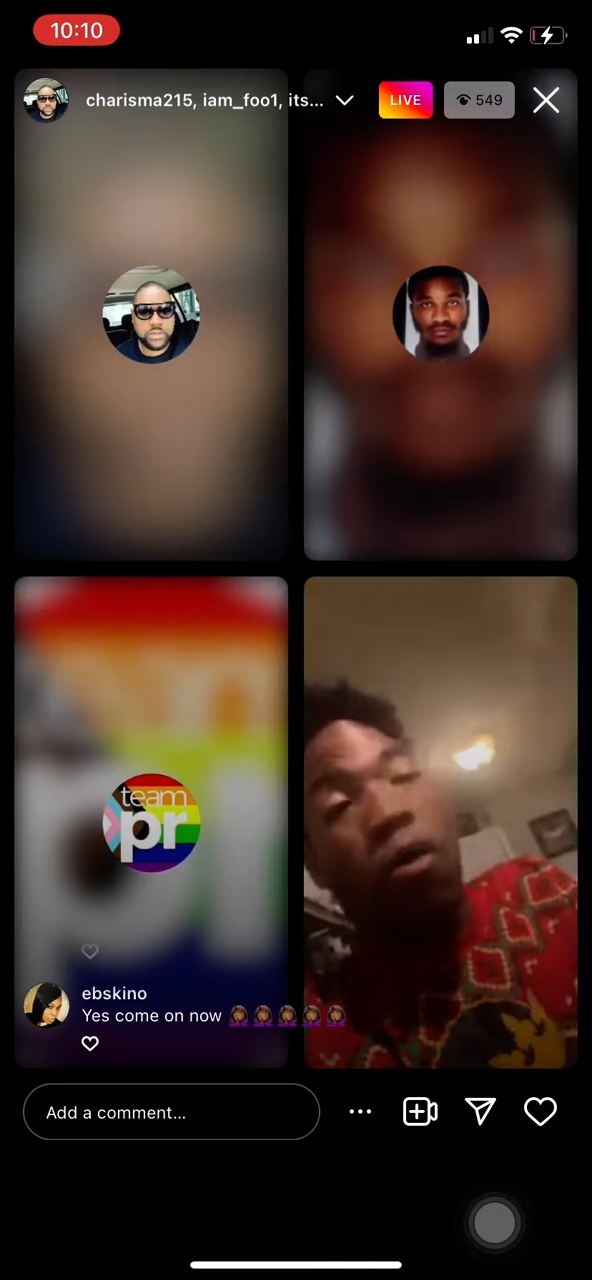 10:10
charisma215, iam_foo1, its...
LIVE
549
team
pr
ebskino
Yes come on now 🙋🏽‍♀️🙋🏽‍♀️🙋🏽‍♀️🙋🏽‍♀️🙋🏽‍♀️
Add a comment...